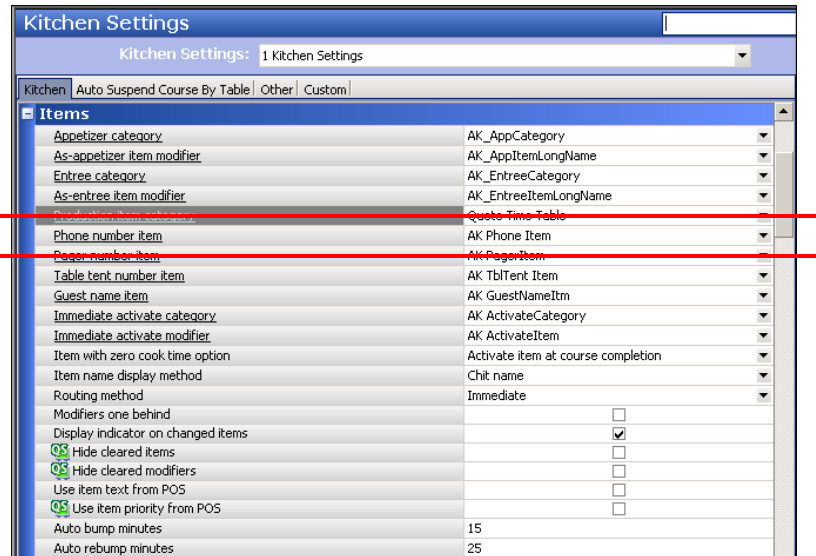 Kitchen Settings
Kitchen Settings: 1 Kitchen Settings
Kitchen Auto Suspend Course By Table Other Custom
Items
Appetizer category AK_AppCategory
As-appetizer item modifier AK_AppItemLongName
Entree category AK_EntreeCategory
As-entree item modifier AK_EntreeItemLongName
Production item category Quote Time Table
Phone number item AK Phone Item
Pager number item AK PagerItem
Table tent number item AK TblTent Item
Guest name item AK GuestNameItm
Immediate activate category AK ActivateCategory
Immediate activate modifier AK ActivateItem
Item with zero cook time option Activate item at course completion
Item name display method Chit name
Routing method Immediate
Modifiers one behind
Display indicator on changed items
QS Hide cleared items
QS Hide cleared modifiers
Use item text from POS
QS Use item priority from POS
Auto bump minutes 15
Auto rebump minutes 25